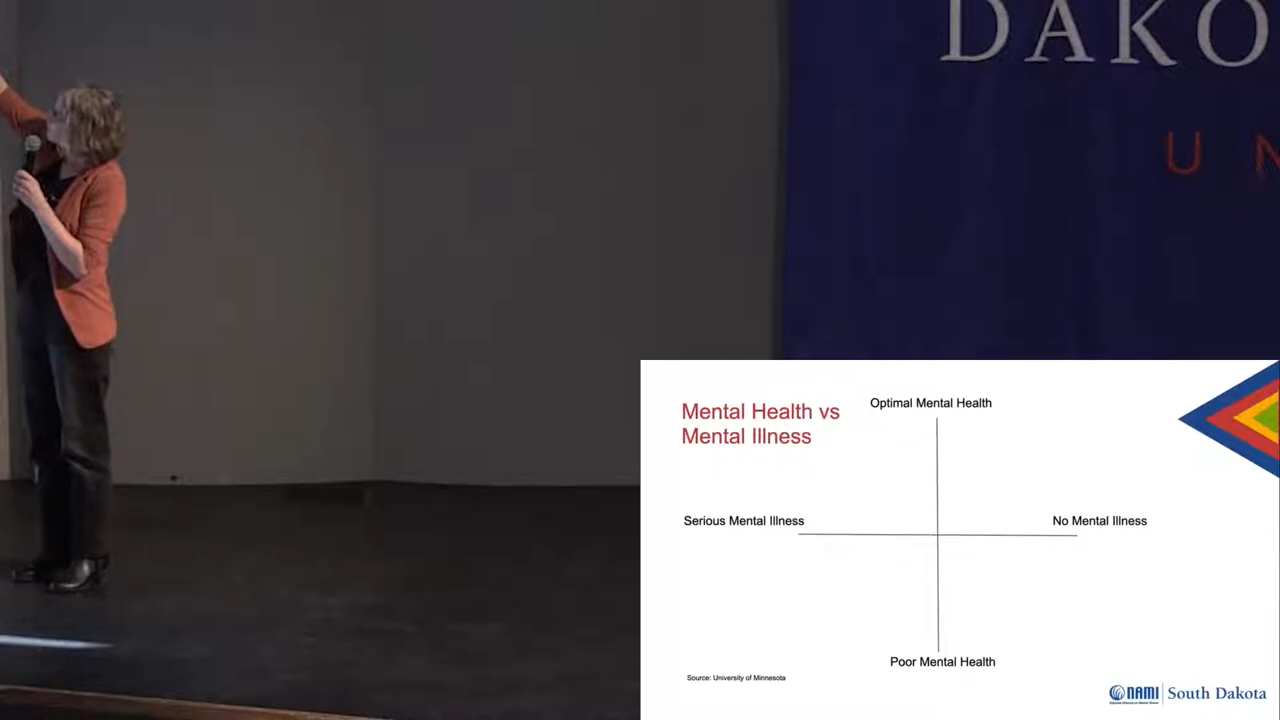 DAKO
UN
Mental Health vs
Mental Illness
Optimal Mental Health
Serious Mental Illness
No Mental Illness
Poor Mental Health
Source: University of Minnesota
NAMI
South Dakota